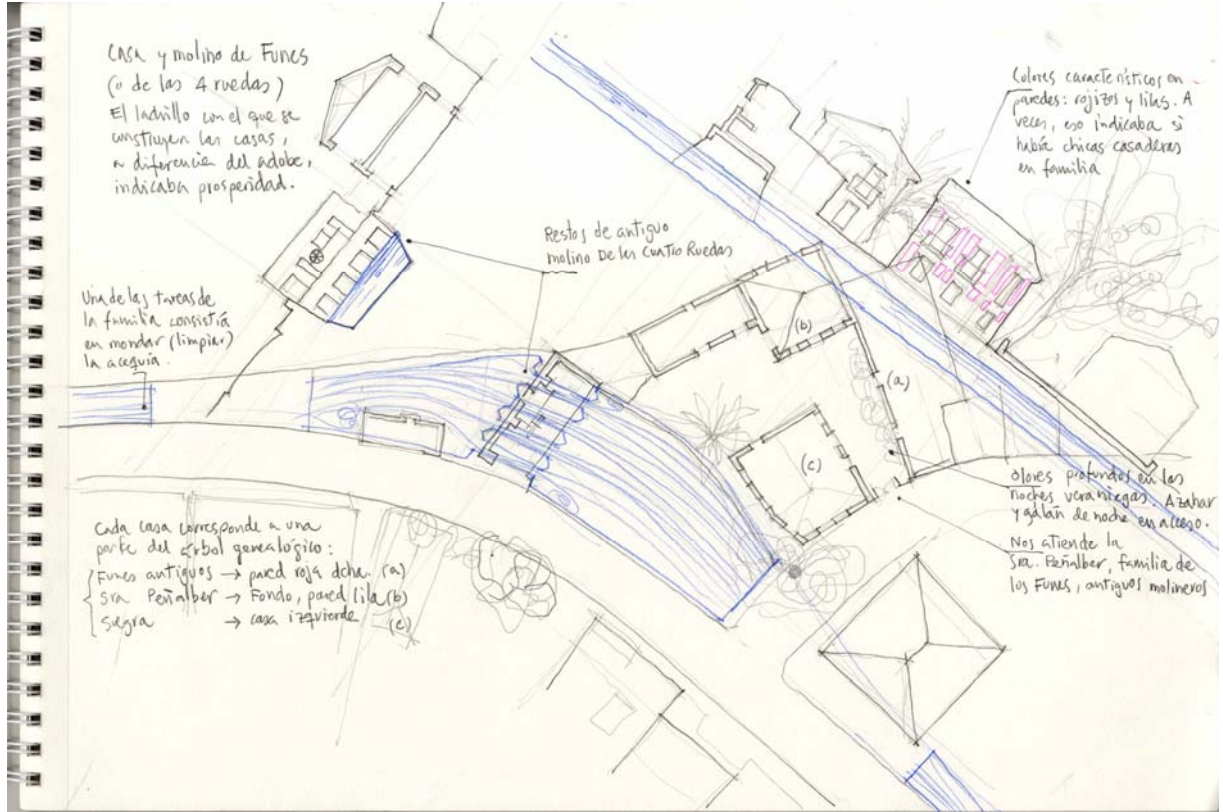 Casa y molino de Funes
(o de las 4 ruedas)
El ladrillo con el que se
construyen las casas,
a diferencia del adobe,
indicaba prosperidad.
Colores característicos en
paredes: rojizos y lilas. A
veces, eso indicaba si
había chicas casaderas
en familia
Restos de antiguo
molino De las Cuatro Ruedas
Una de las tareas de
la familia consistía
en mondar (limpiar)
la acequia.
(b)
(a)
(c)
Olores profundos en las
noches veraniegas. Azahar
y galán de noche en acceso.
Nos atiende la
Sra. Peñalber, familia de
los Funes, antiguos molineros
Cada casa corresponde a una
parte del árbol genealógico:
Funes antiguos → pared roja dcha. (a)
Sra Peñalber → Fondo, pared lila (b)
Suegra → casa izquierda (c)